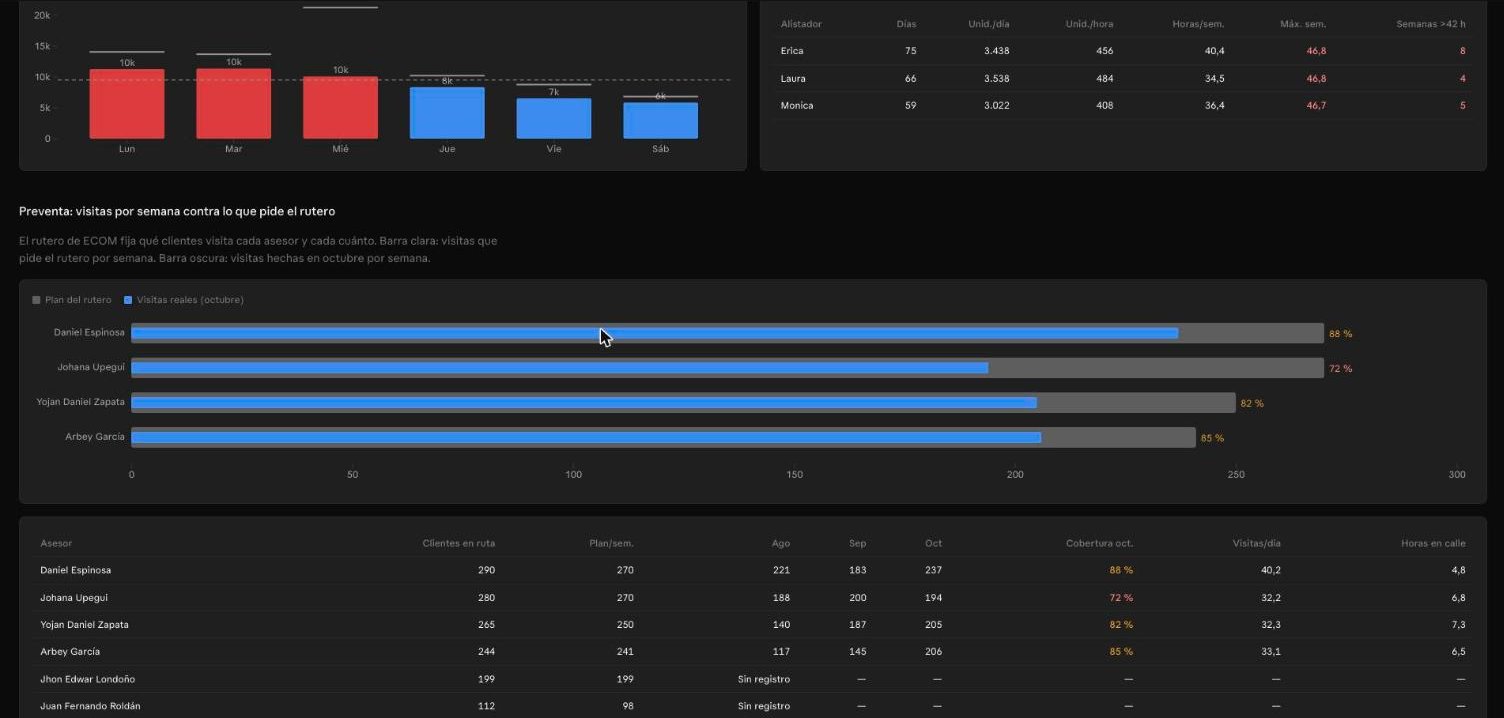 20k
15k
10k
5k
0
10k
10k
10k
8k
7k
6k
Lun Mar Mié Jue Vie Sáb
Alistador Días Unid./día Unid./hora Horas/sem. Máx. sem. Semanas >42 h
Erica 75 3.438 456 40,4 46,8 8
Laura 66 3.538 484 34,5 46,8 4
Monica 59 3.022 408 36,4 46,7 5
Preventa: visitas por semana contra lo que pide el rutero
El rutero de ECOM fija qué clientes visita cada asesor y cada cuánto. Barra clara: visitas que
pide el rutero por semana. Barra oscura: visitas hechas en octubre por semana.
Plan del rutero Visitas reales (octubre)
Daniel Espinosa 88 %
Johana Upegui 72 %
Yojan Daniel Zapata 82 %
Arbey García 85 %
0 50 100 150 200 250 300
Asesor Clientes en ruta Plan/sem. Ago Sep Oct Cobertura oct. Visitas/día Horas en calle
Daniel Espinosa 290 270 221 183 237 88 % 40,2 4,8
Johana Upegui 280 270 188 200 194 72 % 32,2 6,8
Yojan Daniel Zapata 265 250 140 187 205 82 % 32,3 7,3
Arbey García 244 241 117 145 206 85 % 33,1 6,5
Jhon Edwar Londoño 199 199 Sin registro — — — — —
Juan Fernando Roldán 112 98 Sin registro — — — — —